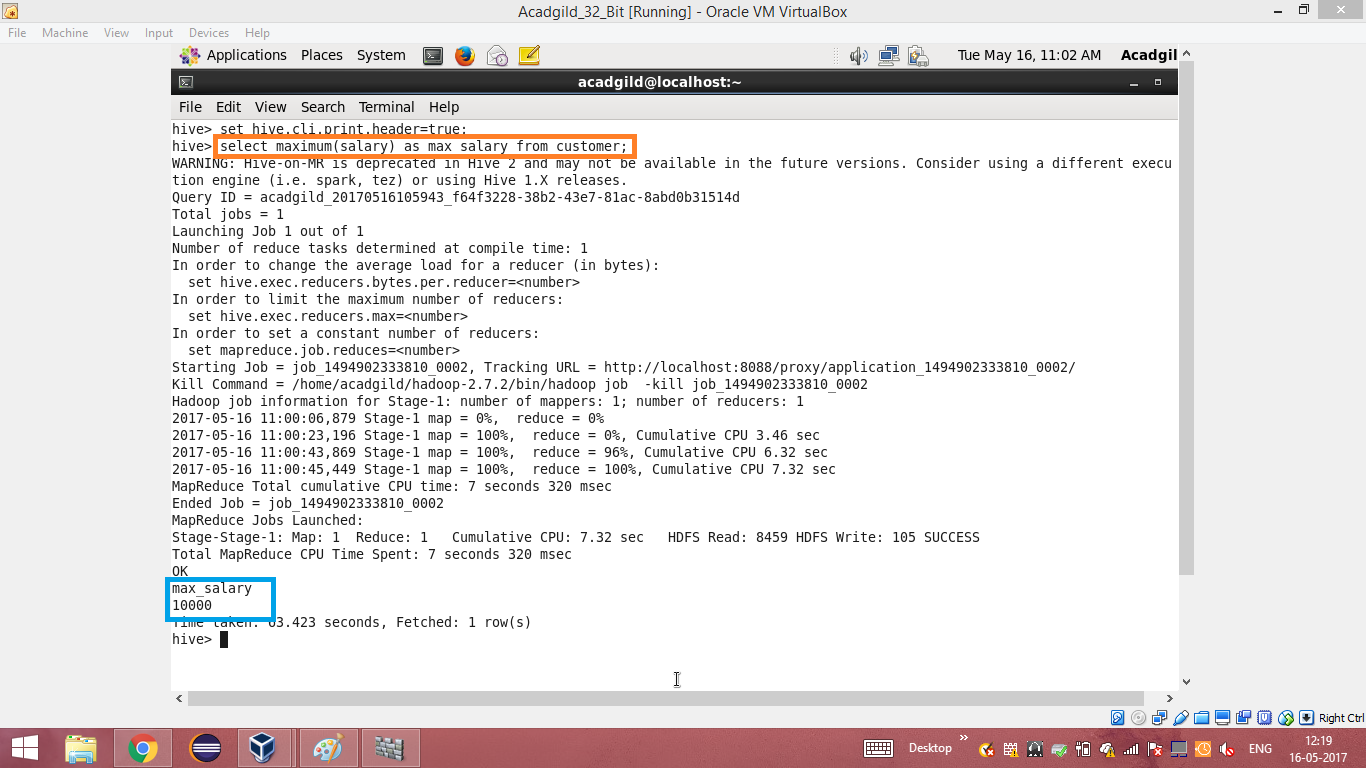 Acadgild_32_Bit [Running] - Oracle VM VirtualBox
File Machine View Input Devices Help
Applications Places System Tue May 16, 11:02 AM Acadgil
acadgild@localhost:~
File Edit View Search Terminal Help
hive> set hive.cli.print.header=true;
hive> select maximum(salary) as max_salary from customer;
WARNING: Hive-on-MR is deprecated in Hive 2 and may not be available in the future versions. Consider using a different execu
tion engine (i.e. spark, tez) or using Hive 1.X releases.
Query ID = acadgild_20170516105943_f64f3228-38b2-43e7-81ac-8abd0b31514d
Total jobs = 1
Launching Job 1 out of 1
Number of reduce tasks determined at compile time: 1
In order to change the average load for a reducer (in bytes):
  set hive.exec.reducers.bytes.per.reducer=<number>
In order to limit the maximum number of reducers:
  set hive.exec.reducers.max=<number>
In order to set a constant number of reducers:
  set mapreduce.job.reduces=<number>
Starting Job = job_1494902333810_0002, Tracking URL = http://localhost:8088/proxy/application_1494902333810_0002/
Kill Command = /home/acadgild/hadoop-2.7.2/bin/hadoop job  -kill job_1494902333810_0002
Hadoop job information for Stage-1: number of mappers: 1; number of reducers: 1
2017-05-16 11:00:06,879 Stage-1 map = 0%,  reduce = 0%
2017-05-16 11:00:23,196 Stage-1 map = 100%,  reduce = 0%, Cumulative CPU 3.46 sec
2017-05-16 11:00:43,869 Stage-1 map = 100%,  reduce = 96%, Cumulative CPU 6.32 sec
2017-05-16 11:00:45,449 Stage-1 map = 100%,  reduce = 100%, Cumulative CPU 7.32 sec
MapReduce Total cumulative CPU time: 7 seconds 320 msec
Ended Job = job_1494902333810_0002
MapReduce Jobs Launched:
Stage-Stage-1: Map: 1  Reduce: 1   Cumulative CPU: 7.32 sec   HDFS Read: 8459 HDFS Write: 105 SUCCESS
Total MapReduce CPU Time Spent: 7 seconds 320 msec
OK
max_salary
10000
Time taken: 63.423 seconds, Fetched: 1 row(s)
hive>
Right Ctrl
Desktop » ENG 12:19
16-05-2017